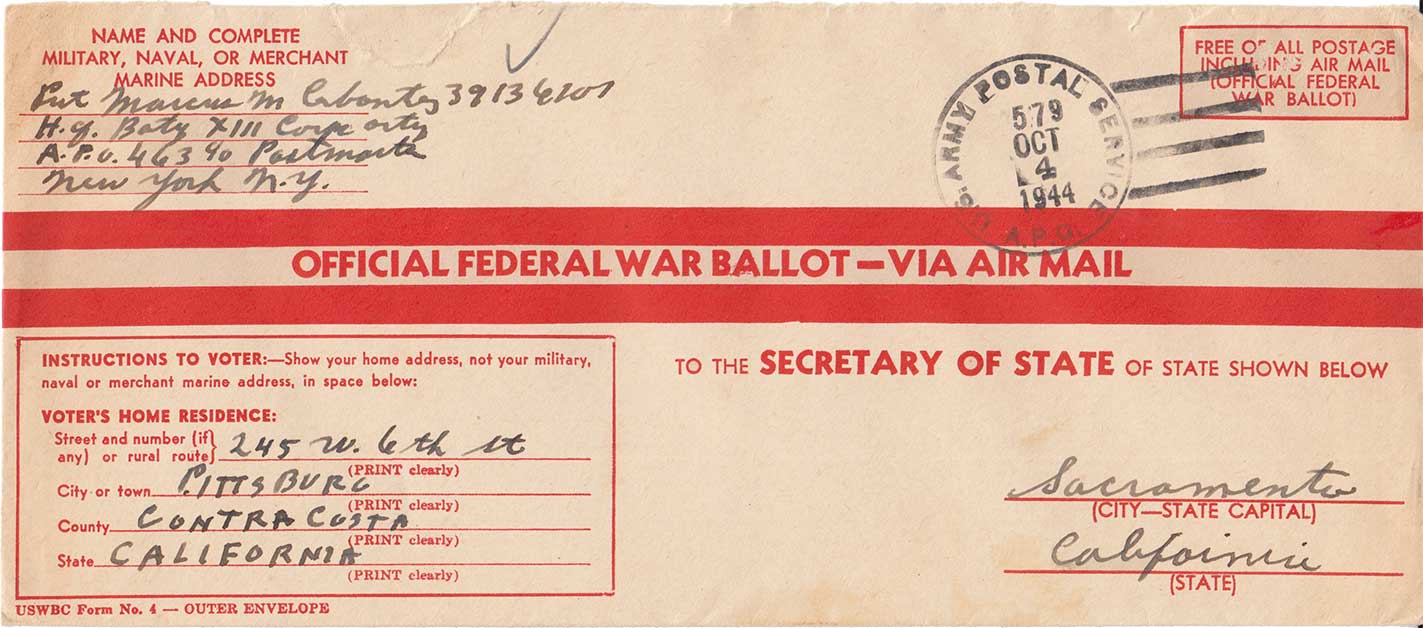 NAME AND COMPLETE
MILITARY, NAVAL, OR MERCHANT
MARINE ADDRESS
Pvt Marcus M
H.q. Baty XIII Corps arty
A.P.O. 463 % Postmaster
New York N.Y.
U.S. ARMY POSTAL SERVICE
579
OCT
4
1944
A.P.O.
FREE OF ALL POSTAGE
INCLUDING AIR MAIL
(OFFICIAL FEDERAL
WAR BALLOT)
OFFICIAL FEDERAL WAR BALLOT—VIA AIR MAIL
INSTRUCTIONS TO VOTER:—Show your home address, not your military,
naval or merchant marine address, in space below:
VOTER'S HOME RESIDENCE:
Street and number (if
any) or rural route} 245 W. 6th st
(PRINT clearly)
City or town PITTSBURG
(PRINT clearly)
County CONTRA COSTA
(PRINT clearly)
State CALIFORNIA
(PRINT clearly)
USWBC Form No. 4 — OUTER ENVELOPE
TO THE SECRETARY OF STATE OF STATE SHOWN BELOW
Sacramento
(CITY—STATE CAPITAL)
California
(STATE)